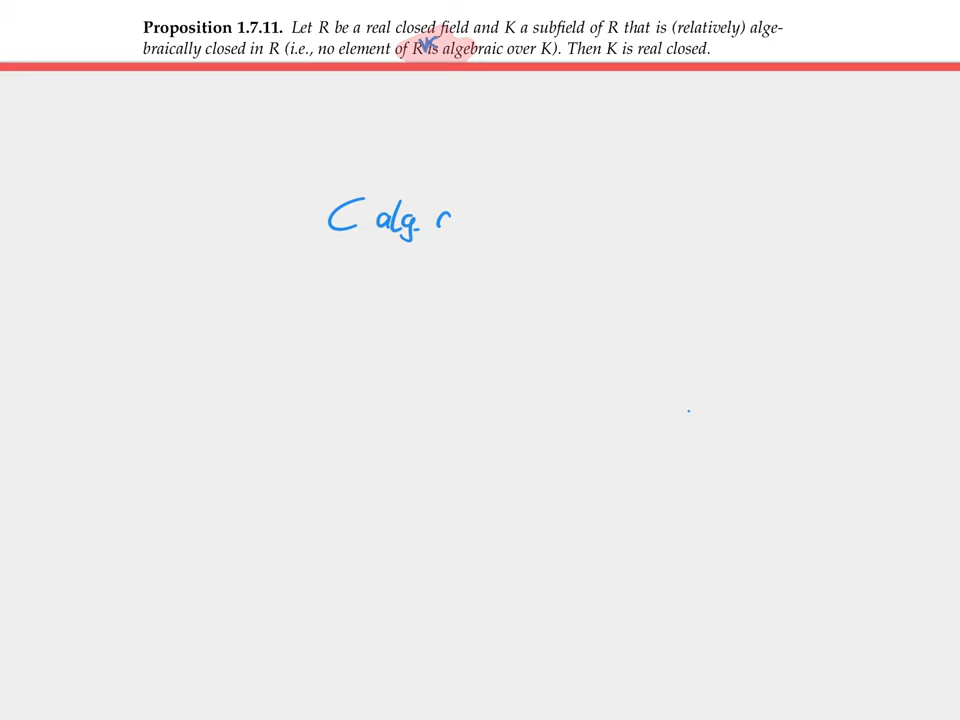 Proposition 1.7.11. Let R be a real closed field and K a subfield of R that is (relatively) alge-
braically closed in R (i.e., no element of R\K is algebraic over K). Then K is real closed.
C alg. c